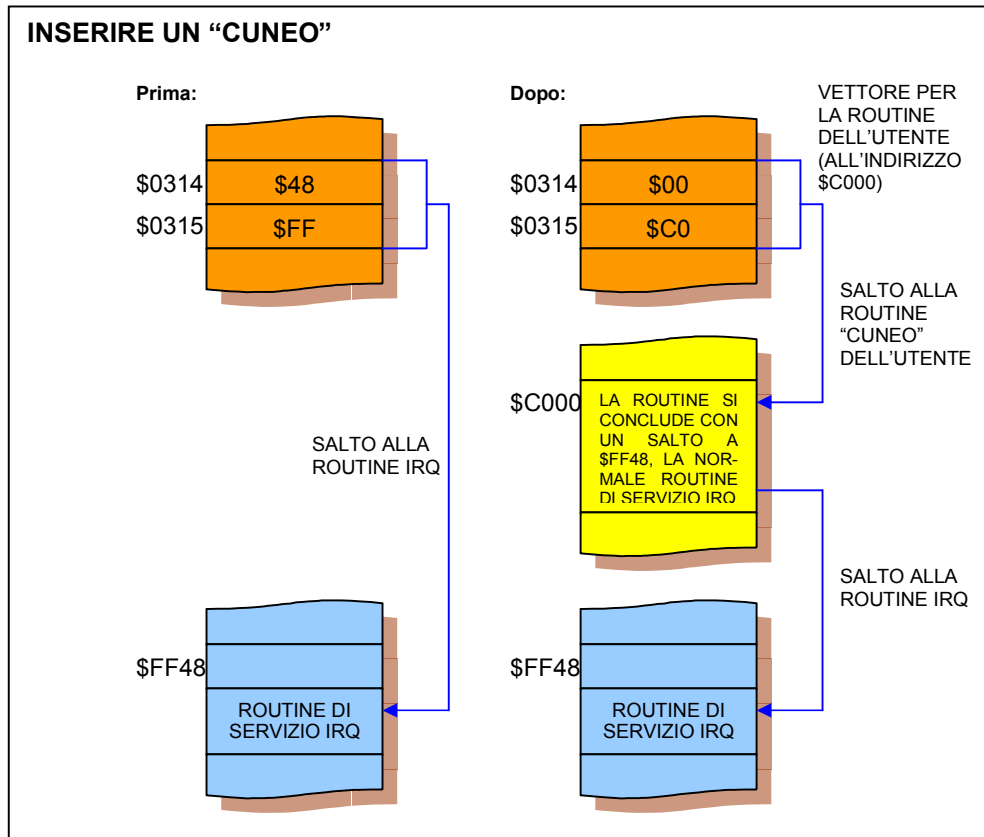 INSERIRE UN “CUNEO”
Prima:
$0314
$48
$0315
$FF
SALTO ALLA
ROUTINE IRQ
$FF48
ROUTINE DI
SERVIZIO IRQ
Dopo:
$0314
$00
$0315
$C0
VETTORE PER
LA ROUTINE
DELL’UTENTE
(ALL’INDIRIZZO
$C000)
SALTO ALLA
ROUTINE
“CUNEO”
DELL’UTENTE
$C000
LA ROUTINE SI
CONCLUDE CON
UN SALTO A
$FF48, LA NOR-
MALE ROUTINE
DI SERVIZIO IRQ
SALTO ALLA
ROUTINE IRQ
$FF48
ROUTINE DI
SERVIZIO IRQ